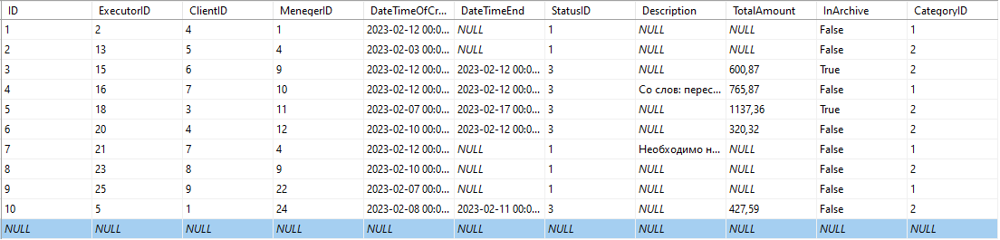 ID ExecutorID ClientID MenegerID DateTimeOfCr... DateTimeEnd StatusID Description TotalAmount InArchive CategoryID
1 2 4 1 2023-02-12 00:0... NULL 1 NULL NULL False 1
2 13 5 4 2023-02-03 00:0... NULL 1 NULL NULL False 2
3 15 6 9 2023-02-12 00:0... 2023-02-12 00:0... 3 NULL 600,87 True 2
4 16 7 10 2023-02-12 00:0... 2023-02-12 00:0... 3 Со слов: перес... 765,87 False 1
5 18 3 11 2023-02-07 00:0... 2023-02-17 00:0... 3 NULL 1137,36 True 2
6 20 4 12 2023-02-10 00:0... 2023-02-12 00:0... 3 NULL 320,32 False 2
7 21 7 4 2023-02-12 00:0... NULL 1 Необходимо н... NULL False 1
8 23 8 9 2023-02-10 00:0... NULL 1 NULL NULL False 2
9 25 9 22 2023-02-07 00:0... NULL 1 NULL NULL False 1
10 5 1 24 2023-02-08 00:0... 2023-02-11 00:0... 3 NULL 427,59 False 2
NULL NULL NULL NULL NULL NULL NULL NULL NULL NULL NULL